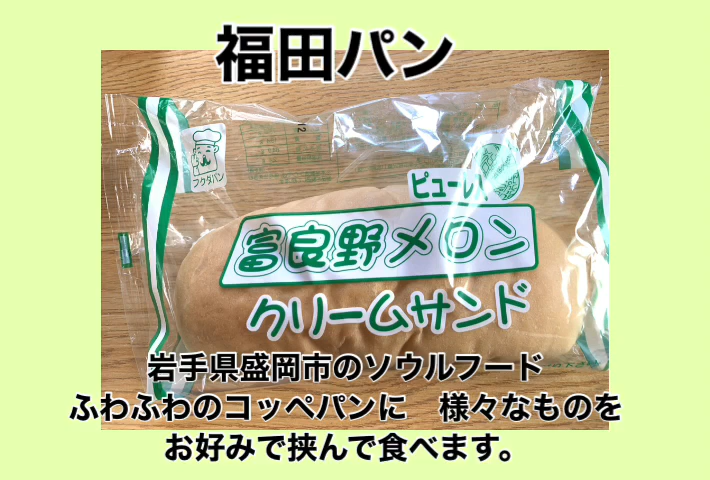 福田パン
フクダパン
ピューレ入
富良野メロン
クリームサンド
岩手県盛岡市のソウルフード
ふわふわのコッペパンに 様々なものを
お好みで挟んで食べます。